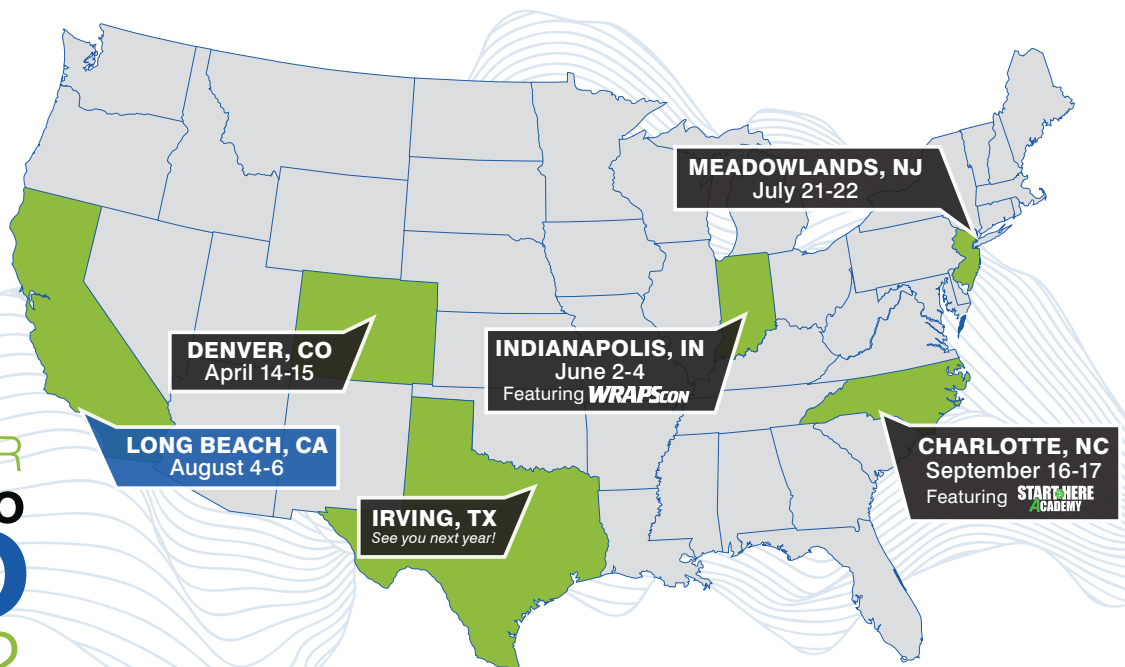 MEADOWLANDS, NJ
July 21-22
DENVER, CO
April 14-15
INDIANAPOLIS, IN
June 2-4
Featuring WRAPSCON
LONG BEACH, CA
August 4-6
CHARLOTTE, NC
September 16-17
Featuring START HERE
ACADEMY
IRVING, TX
See you next year!